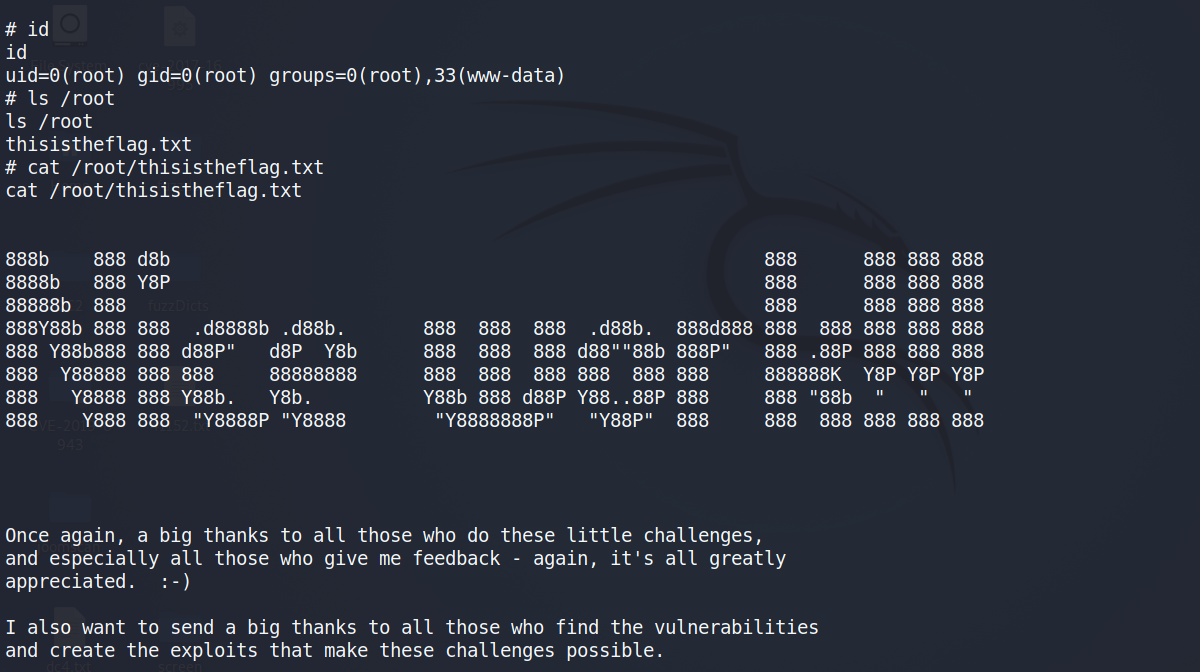 # id
id
uid=0(root) gid=0(root) groups=0(root),33(www-data)
# ls /root
ls /root
thisistheflag.txt
# cat /root/thisistheflag.txt
cat /root/thisistheflag.txt
888b    888 d8b                                                      888      888 888 888
8888b   888 Y8P                                                      888      888 888 888
88888b  888                                                          888      888 888 888
888Y88b 888 888  .d8888b .d88b.       888  888  888  .d88b.  888d888 888  888 888 888 888
888 Y88b888 888 d88P"   d8P  Y8b      888  888  888 d88""88b 888P"   888 .88P 888 888 888
888  Y88888 888 888     88888888      888  888  888 888  888 888     888888K  Y8P Y8P Y8P
888   Y8888 888 Y88b.   Y8b.          Y88b 888 d88P Y88..88P 888     888 "88b  "   "   "
888    Y888 888  "Y8888P "Y8888        "Y8888888P"   "Y88P"  888     888  888 888 888 888
Once again, a big thanks to all those who do these little challenges,
and especially all those who give me feedback - again, it's all greatly
appreciated.  :-)
I also want to send a big thanks to all those who find the vulnerabilities
and create the exploits that make these challenges possible.
fuzzDicts
943
dc4.txt
screen